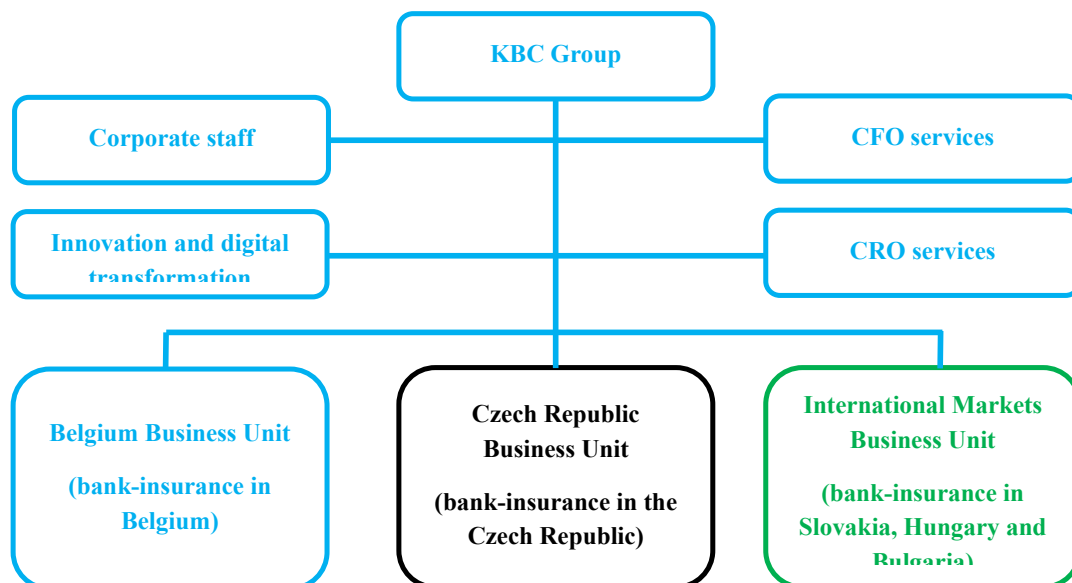 KBC Group
Corporate staff
CFO services
Innovation and digital
transformation
CRO services
Belgium Business Unit
(bank-insurance in
Belgium)
Czech Republic
Business Unit
(bank-insurance in the
Czech Republic)
International Markets
Business Unit
(bank-insurance in
Slovakia, Hungary and
Bulgaria)